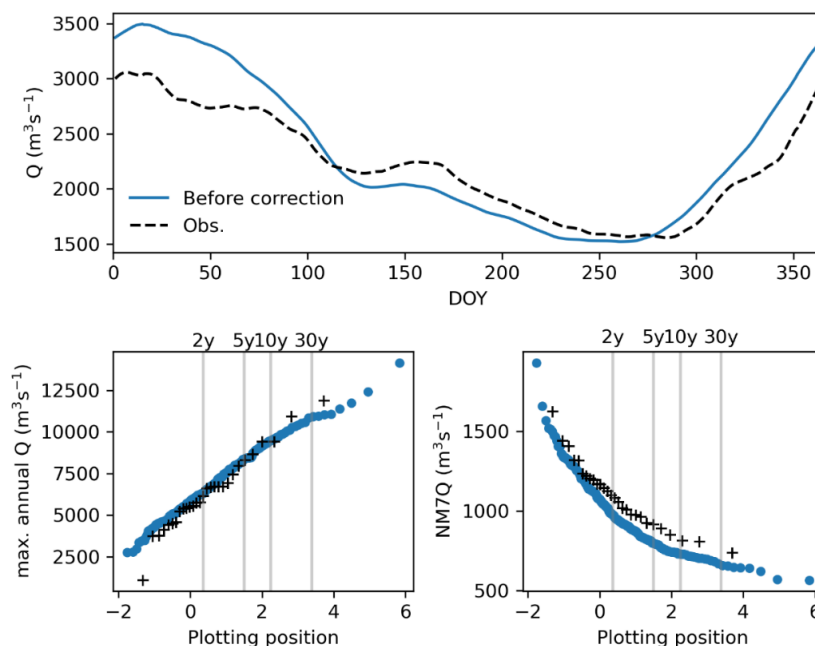 3500
3000
2500
2000
1500
Q (m³s⁻¹)
Before correction
Obs.
0 50 100 150 200 250 300 350
DOY
2y 5y10y 30y
12500
10000
7500
5000
2500
max. annual Q (m³s⁻¹)
−2 0 2 4 6
Plotting position
2y 5y10y 30y
1500
1000
500
NM7Q (m³s⁻¹)
−2 0 2 4 6
Plotting position